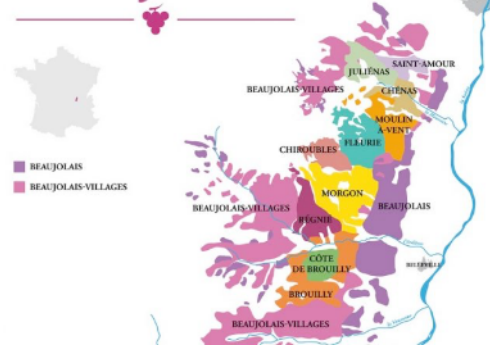 SAINT-AMOUR
JULIÉNAS
BEAUJOLAIS-VILLAGES
CHÉNAS
MOULIN
À-VENT
FLEURIE
CHIROUBLES
BEAUJOLAIS
BEAUJOLAIS-VILLAGES
MORGON
BEAUJOLAIS-VILLAGES
BEAUJOLAIS
RÉGNIÉ
CÔTE
DE BROUILLY
BELLEVILLE
BROUILLY
BEAUJOLAIS-VILLAGES